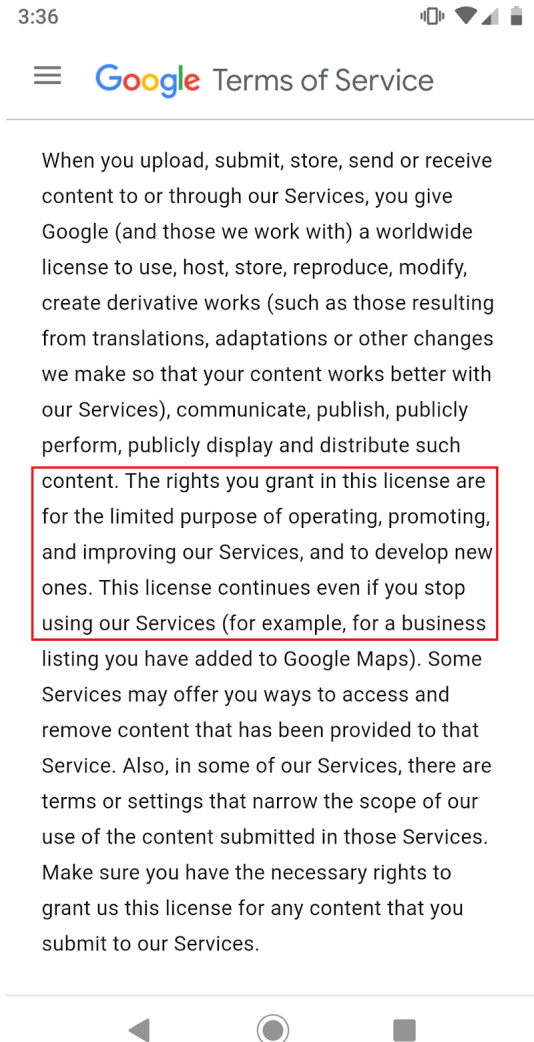 3:36
Google Terms of Service
When you upload, submit, store, send or receive
content to or through our Services, you give
Google (and those we work with) a worldwide
license to use, host, store, reproduce, modify,
create derivative works (such as those resulting
from translations, adaptations or other changes
we make so that your content works better with
our Services), communicate, publish, publicly
perform, publicly display and distribute such
content. The rights you grant in this license are
for the limited purpose of operating, promoting,
and improving our Services, and to develop new
ones. This license continues even if you stop
using our Services (for example, for a business
listing you have added to Google Maps). Some
Services may offer you ways to access and
remove content that has been provided to that
Service. Also, in some of our Services, there are
terms or settings that narrow the scope of our
use of the content submitted in those Services.
Make sure you have the necessary rights to
grant us this license for any content that you
submit to our Services.